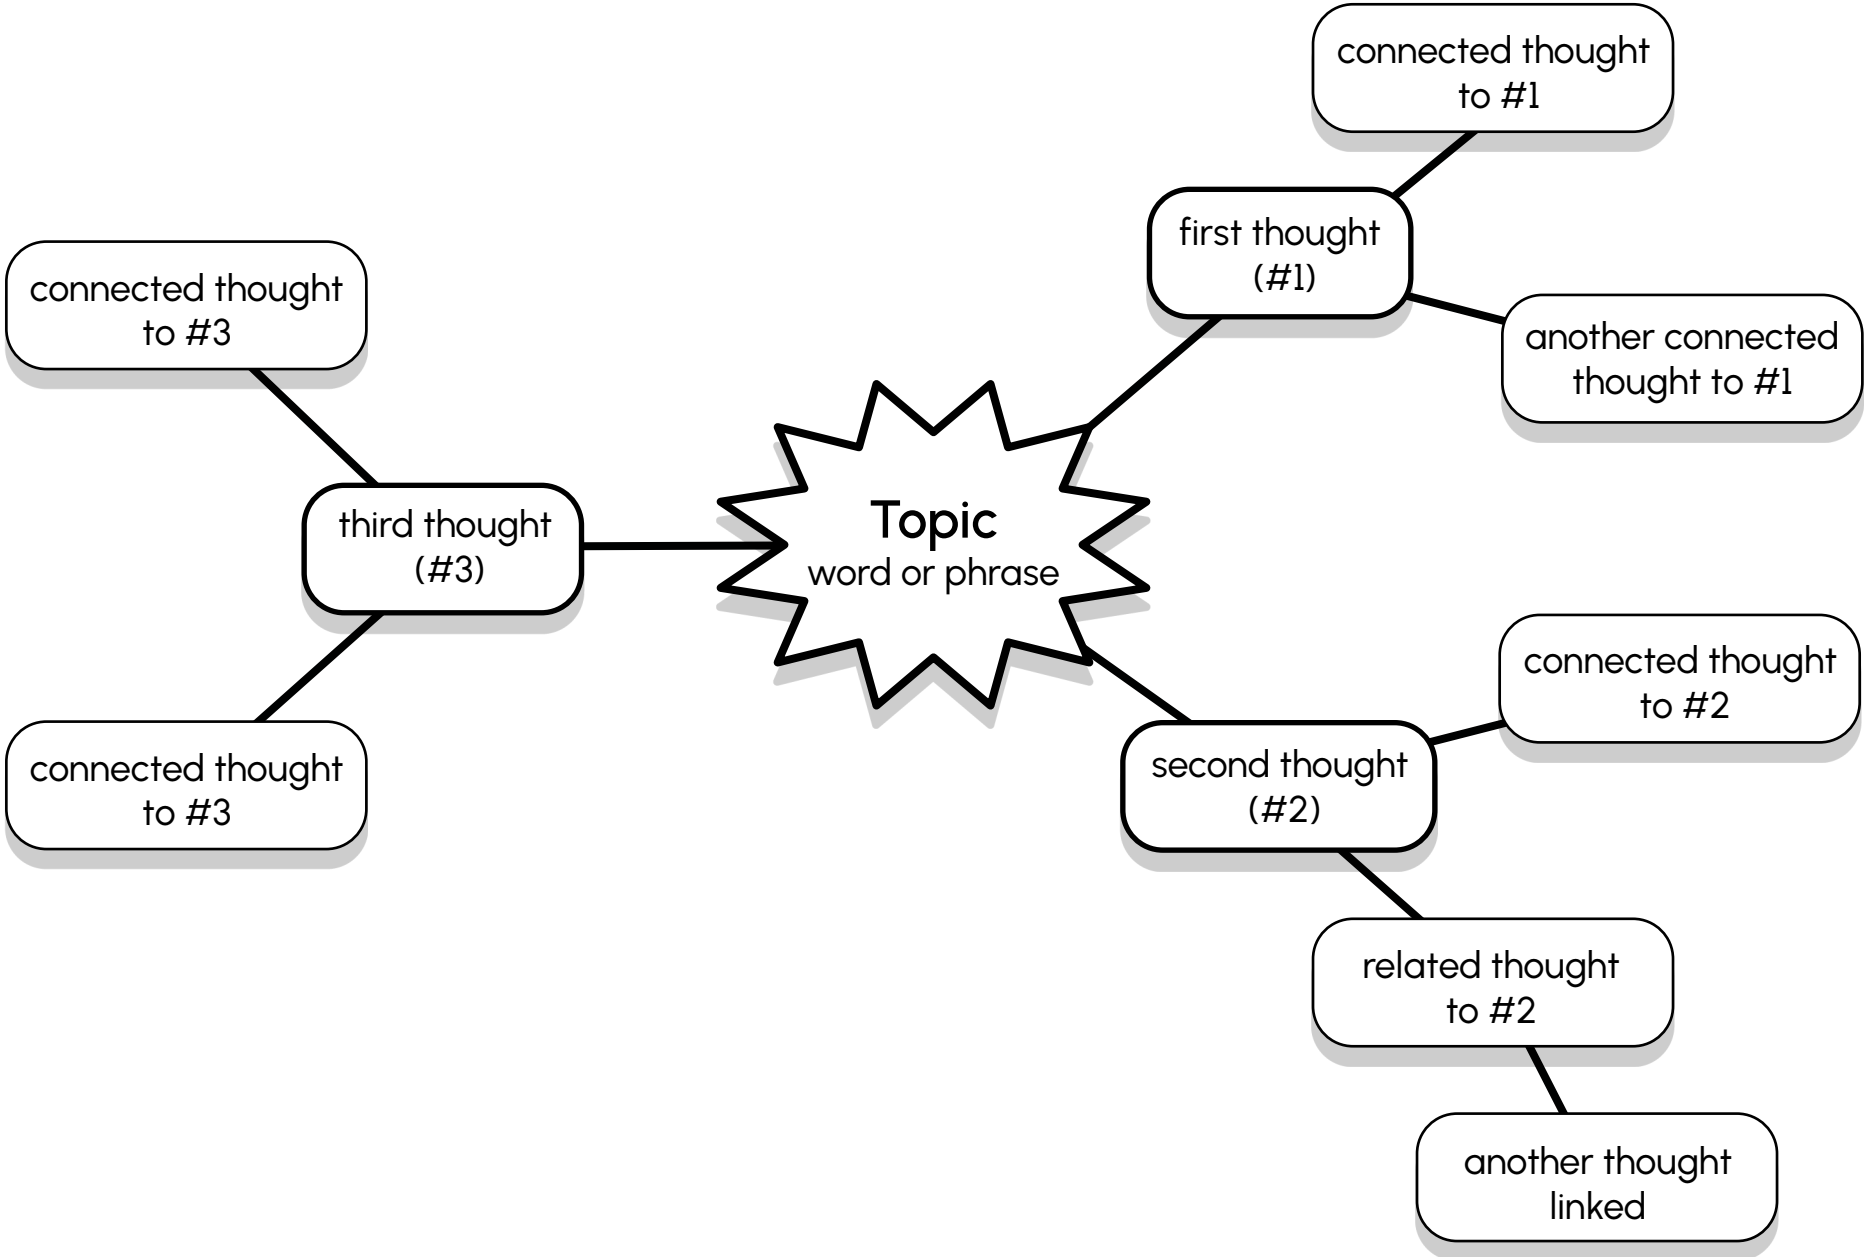 connected thought
to #1
first thought
(#1)
another connected
thought to #1
connected thought
to #3
third thought
(#3)
connected thought
to #3
Topic
word or phrase
connected thought
to #2
second thought
(#2)
related thought
to #2
another thought
linked